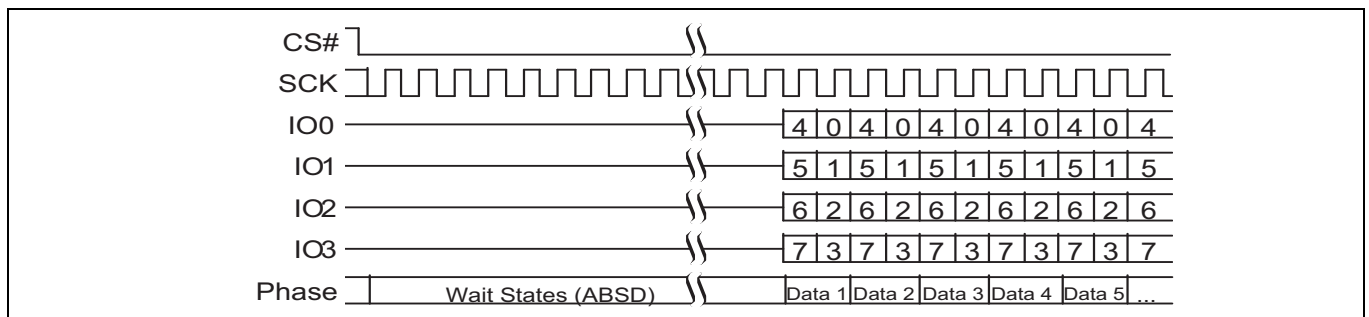 CS#
SCK
IO0 4 0 4 0 4 0 4 0 4 0 4
IO1 5 1 5 1 5 1 5 1 5 1 5
IO2 6 2 6 2 6 2 6 2 6 2 6
IO3 7 3 7 3 7 3 7 3 7 3 7
Phase Wait States (ABSD) Data 1 Data 2 Data 3 Data 4 Data 5 ...